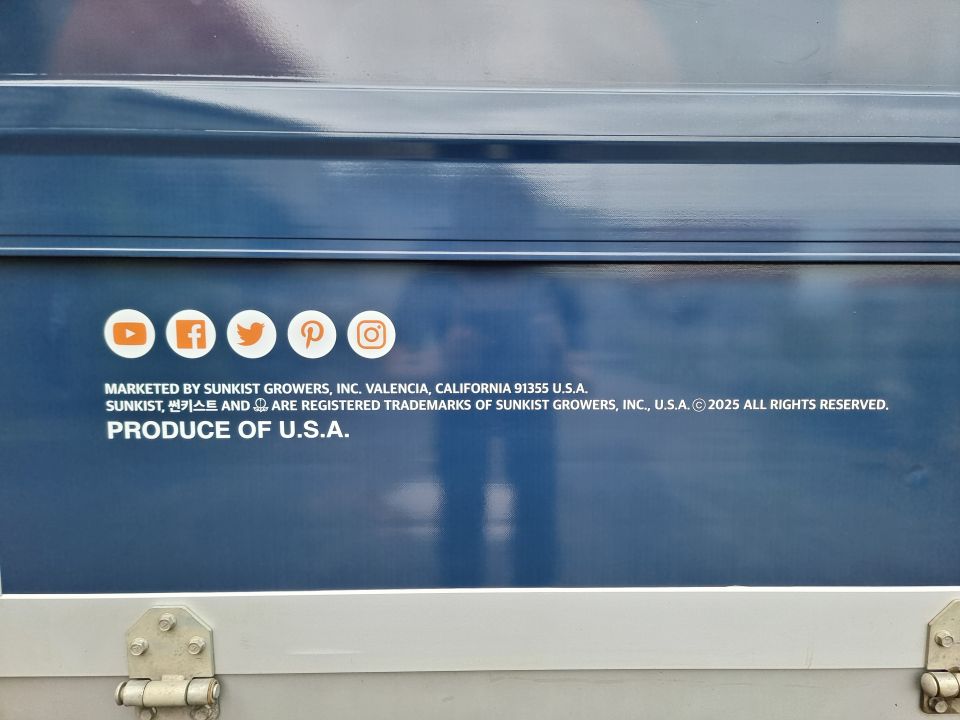 MARKETED BY SUNKIST GROWERS, INC. VALENCIA, CALIFORNIA 91355 U.S.A.
SUNKIST, 썬키스트 AND ARE REGISTERED TRADEMARKS OF SUNKIST GROWERS, INC., U.S.A. ⓒ 2025 ALL RIGHTS RESERVED.
PRODUCE OF U.S.A.